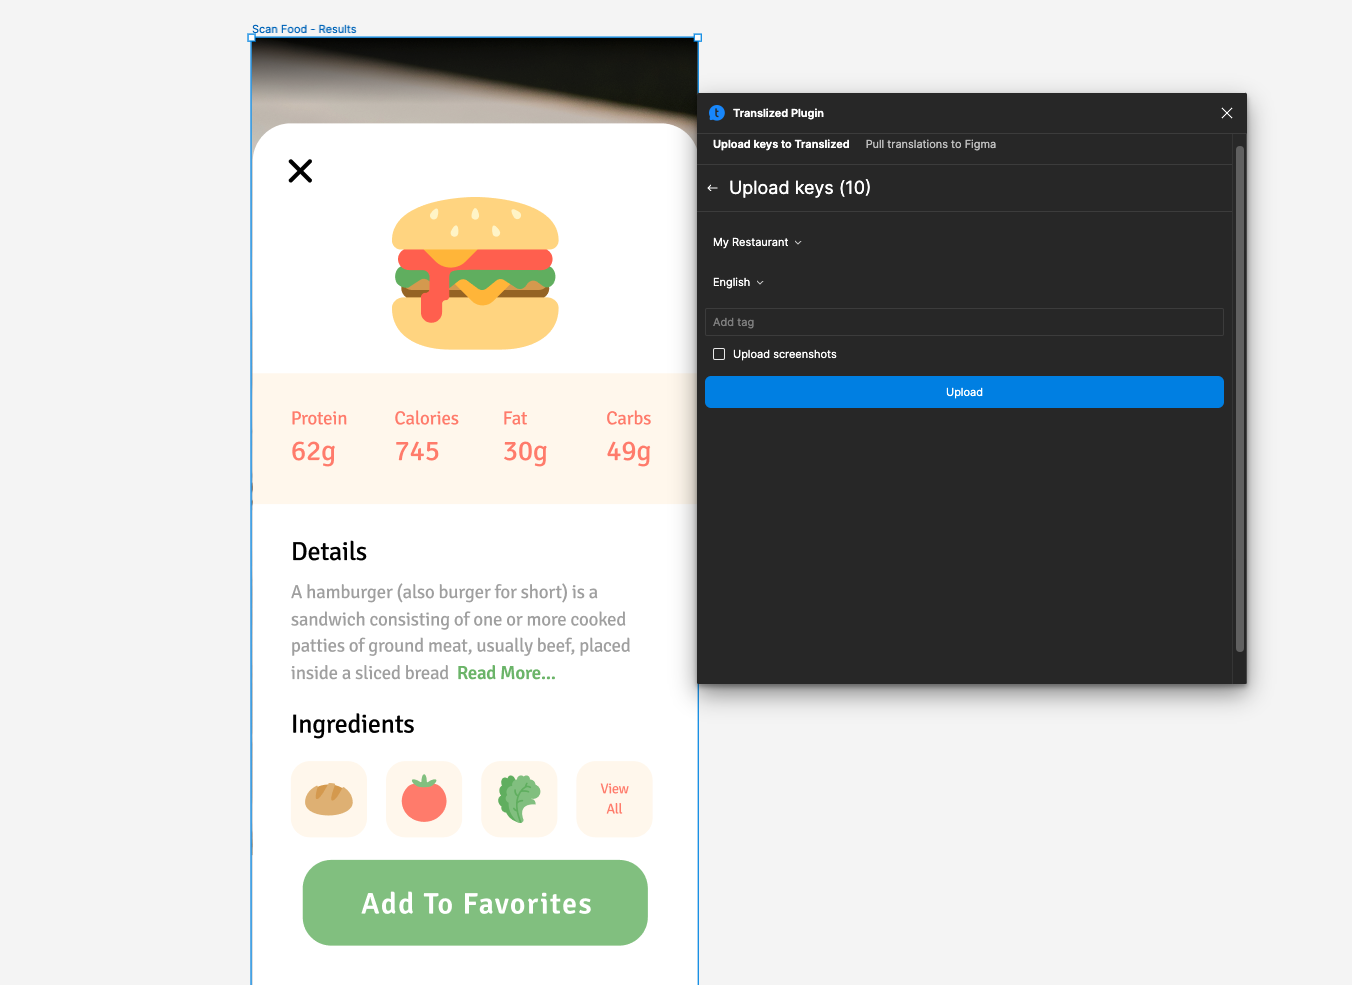 Scan Food - Results
Translized Plugin
Upload keys to Translized Pull translations to Figma
Upload keys (10)
My Restaurant
English
Add tag
Upload screenshots
Upload
Protein Calories Fat Carbs
62g 745 30g 49g
Details
A hamburger (also burger for short) is a
sandwich consisting of one or more cooked
patties of ground meat, usually beef, placed
inside a sliced bread Read More...
Ingredients
View
All
Add To Favorites